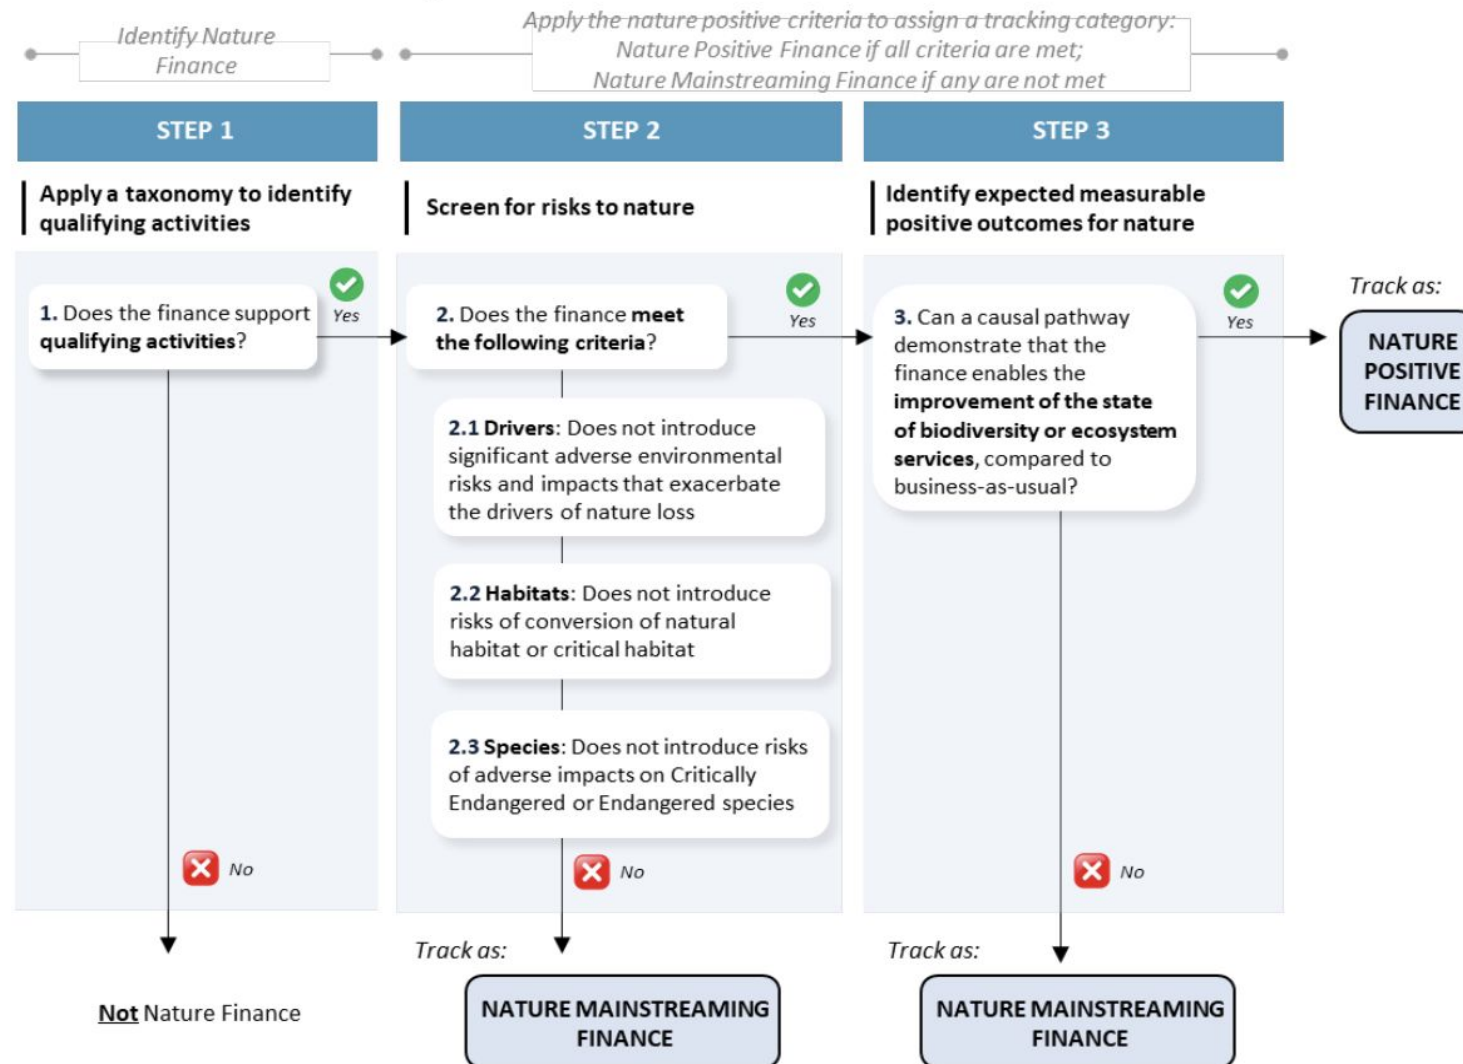 Identify Nature
Finance
Apply the nature positive criteria to assign a tracking category:
Nature Positive Finance if all criteria are met;
Nature Mainstreaming Finance if any are not met
STEP 1
STEP 2
STEP 3
Apply a taxonomy to identify
qualifying activities
Screen for risks to nature
Identify expected measurable
positive outcomes for nature
1. Does the finance support
qualifying activities?
Yes
No
Not Nature Finance
2. Does the finance meet
the following criteria?
Yes
2.1 Drivers: Does not introduce
significant adverse environmental
risks and impacts that exacerbate
the drivers of nature loss
2.2 Habitats: Does not introduce
risks of conversion of natural
habitat or critical habitat
2.3 Species: Does not introduce risks
of adverse impacts on Critically
Endangered or Endangered species
No
Track as:
NATURE MAINSTREAMING
FINANCE
3. Can a causal pathway
demonstrate that the
finance enables the
improvement of the state
of biodiversity or ecosystem
services, compared to
business-as-usual?
Yes
No
Track as:
NATURE MAINSTREAMING
FINANCE
Track as:
NATURE
POSITIVE
FINANCE